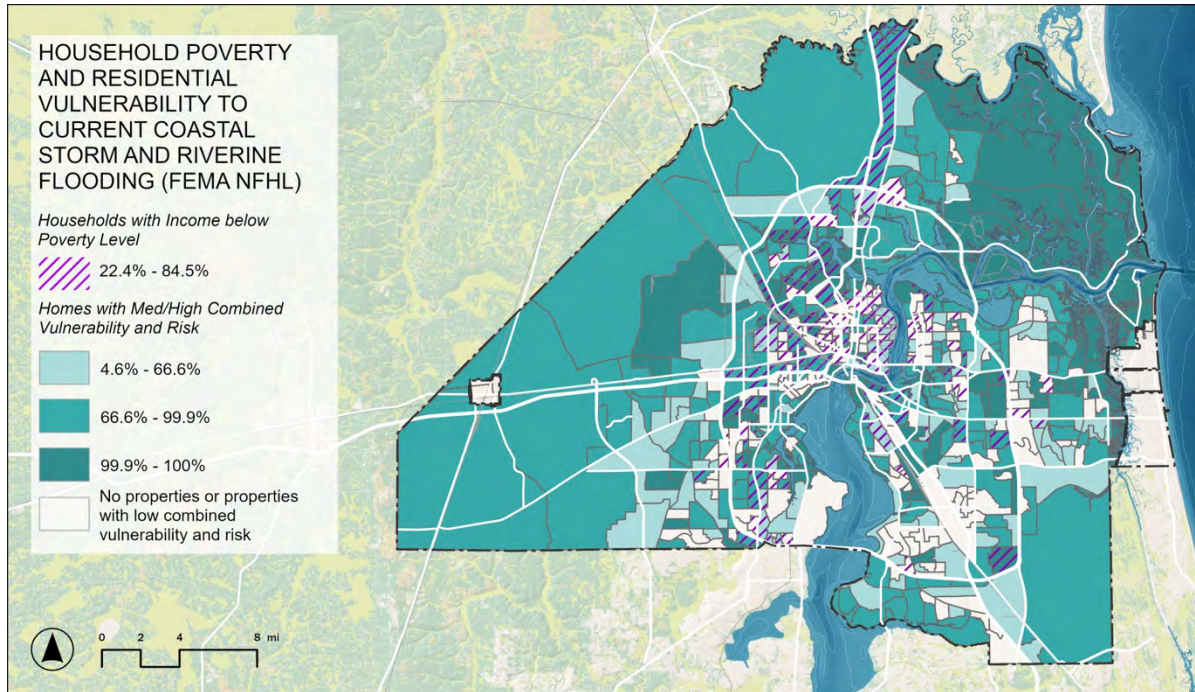 HOUSEHOLD POVERTY
AND RESIDENTIAL
VULNERABILITY TO
CURRENT COASTAL
STORM AND RIVERINE
FLOODING (FEMA NFHL)
Households with Income below
Poverty Level
22.4% - 84.5%
Homes with Med/High Combined
Vulnerability and Risk
4.6% - 66.6%
66.6% - 99.9%
99.9% - 100%
No properties or properties
with low combined
vulnerability and risk
0 2 4 8 mi